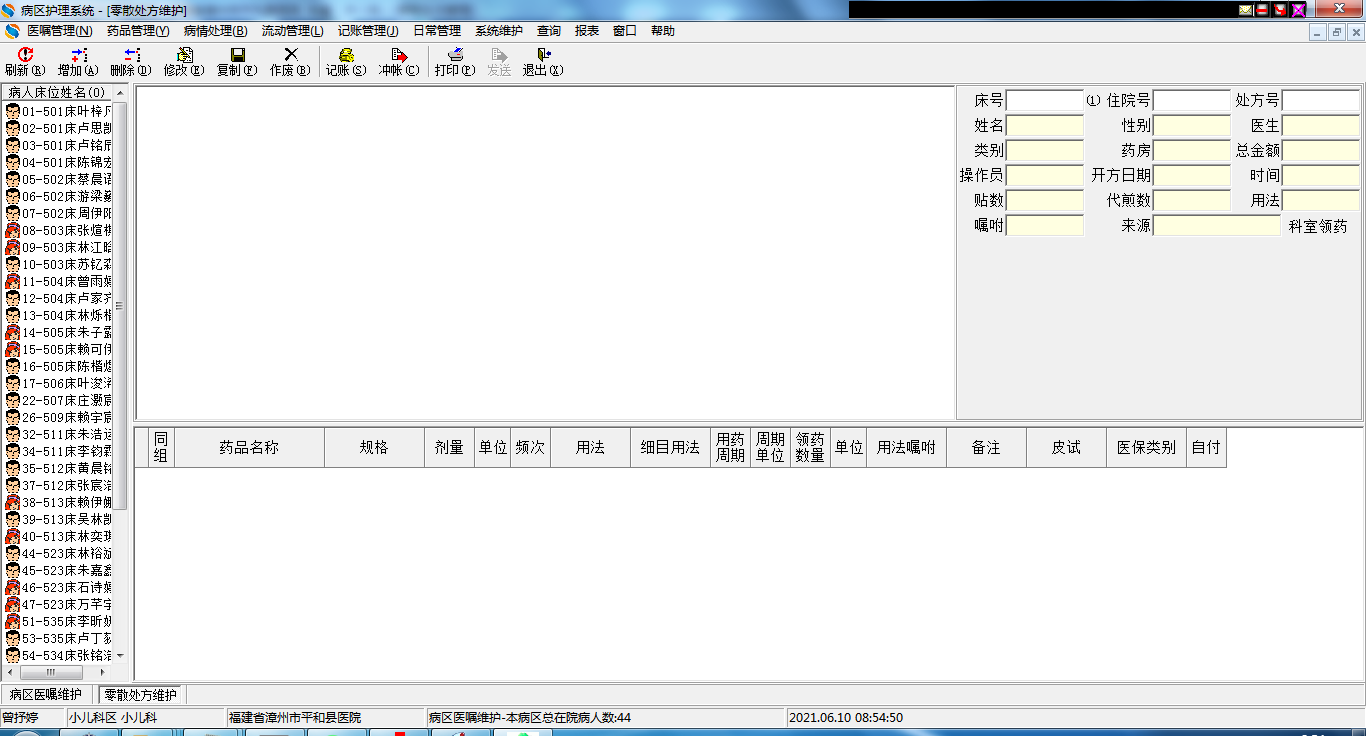 病区护理系统 - [零散处方维护]
医嘱管理(N) 药品管理(Y) 病情处理(B) 流动管理(L) 记账管理(J) 日常管理 系统维护 查询 报表 窗口 帮助
刷新(R) 增加(A) 删除(D) 修改(E) 复制(F) 作废(B) 记账(S) 冲帐(C) 打印(P) 发送 退出(X)
病人床位姓名(0)
01-501床叶梓
02-501床卢思凯
03-501床卢铭
04-501床陈锦宏
05-502床蔡晨语
06-502床游梁
07-502床周伊阳
08-503床张煊
09-503床林江
10-503床苏钇
11-504床曾雨
12-504床卢家
13-504床林烁
14-505床朱子露
15-505床赖可伊
16-505床陈楷
17-506床叶浚
22-507床庄灏宸
26-509床赖宇宸
32-511床朱浩运
34-511床李钧霖
35-512床黄晨铭
37-512床张宸
38-513床赖伊娜
39-513床吴林凯
40-513床林奕琪
44-523床林裕
45-523床朱嘉鑫
46-523床石诗
47-523床万芊宇
51-535床李昕妍
53-535床卢丁
54-534床张铭
床号 (1) 住院号 处方号
姓名 性别 医生
类别 药房 总金额
操作员 开方日期 时间
贴数 代煎数 用法
嘱咐 来源 科室领药
同组 药品名称 规格 剂量 单位 频次 用法 细目用法 用药周期 周期单位 领药数量 单位 用法嘱咐 备注 皮试 医保类别 自付
病区医嘱维护 零散处方维护
曾抒婷 小儿科区 小儿科 福建省漳州市平和县医院 病区医嘱维护-本病区总在院病人数:44 2021.06.10 08:54:50